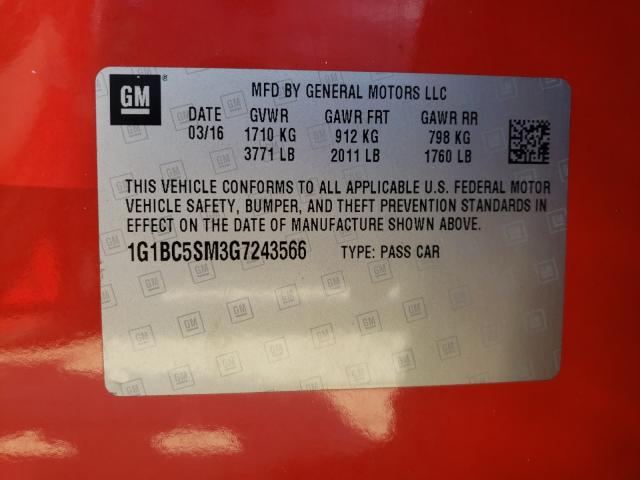 GM ®
MFD BY GENERAL MOTORS LLC
DATE GVWR GAWR FRT GAWR RR
03/16 1710 KG 912 KG 798 KG
3771 LB 2011 LB 1760 LB
THIS VEHICLE CONFORMS TO ALL APPLICABLE U.S. FEDERAL MOTOR
VEHICLE SAFETY, BUMPER, AND THEFT PREVENTION STANDARDS IN
EFFECT ON THE DATE OF MANUFACTURE SHOWN ABOVE.
1G1BC5SM3G7243566 TYPE: PASS CAR